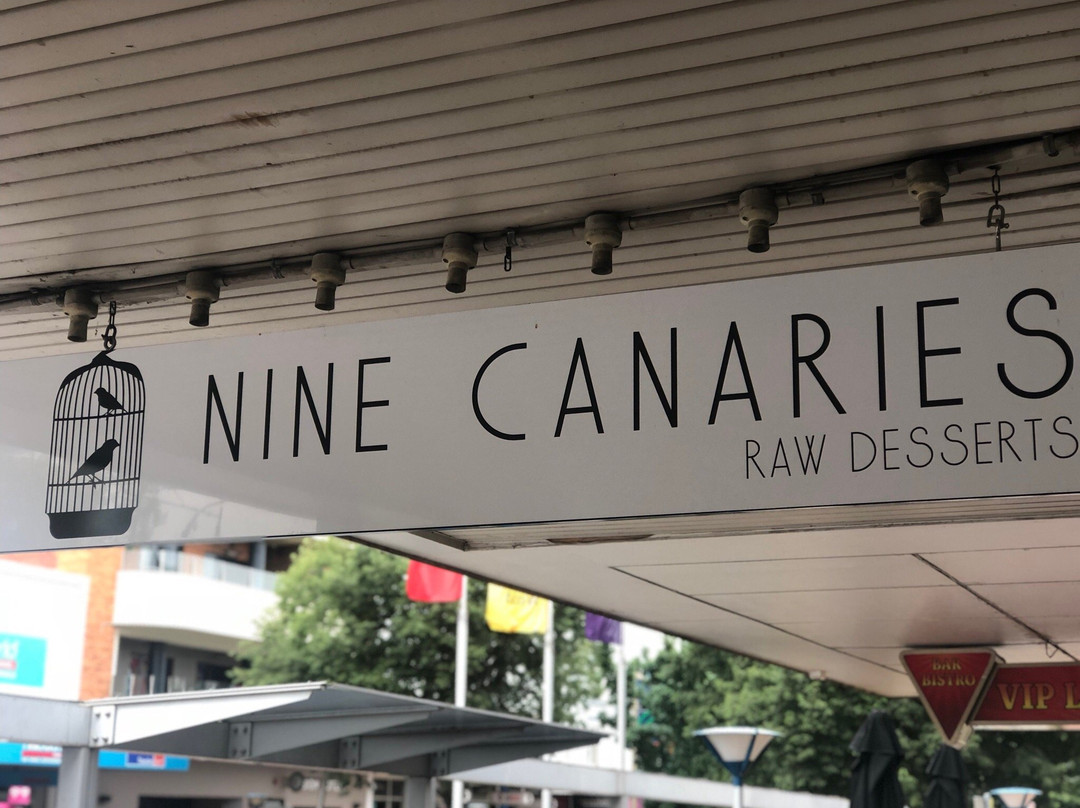 NINE CANARIES
RAW DESSERTS
BAR
BISTRO
VIP L